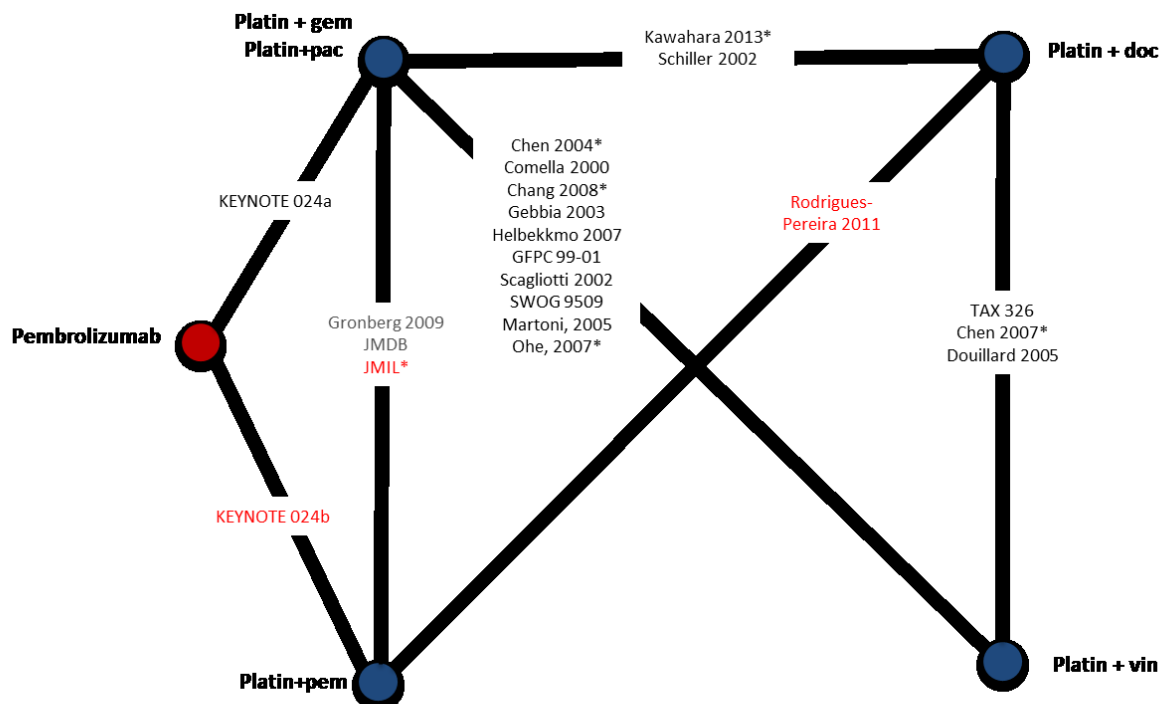 Platin + gem
Platin+pac
Kawahara 2013*
Schiller 2002
Platin + doc
Chen 2004*
Comella 2000
Chang 2008*
Gebbia 2003
Helbekkmo 2007
GFPC 99-01
Scagliotti 2002
SWOG 9509
Martoni, 2005
Ohe, 2007*
KEYNOTE 024a
Rodrigues-
Pereira 2011
Pembrolizumab
Gronberg 2009
JMDB
JMIL*
TAX 326
Chen 2007*
Douillard 2005
KEYNOTE 024b
Platin+pem
Platin + vin